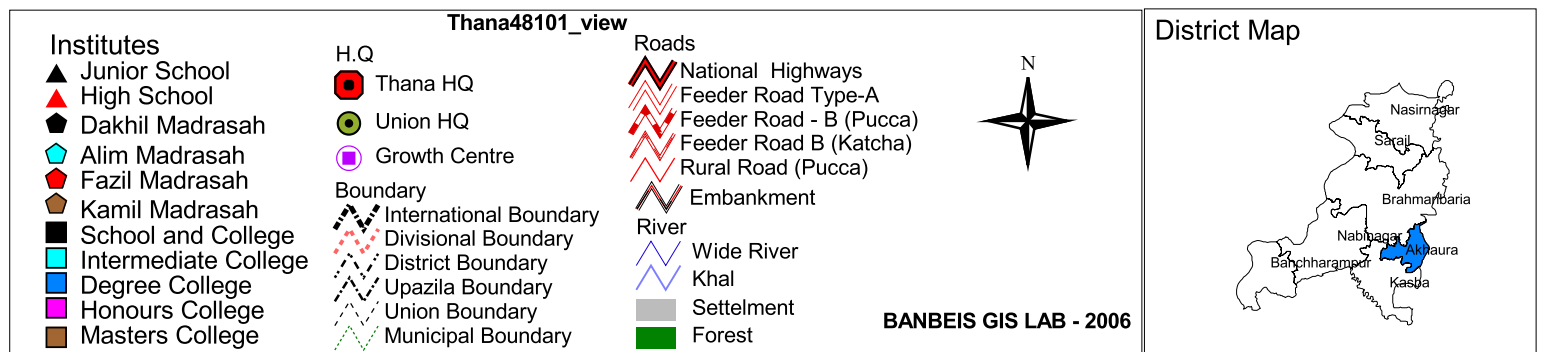 Thana48101_view
Institutes
Junior School
High School
Dakhil Madrasah
Alim Madrasah
Fazil Madrasah
Kamil Madrasah
School and College
Intermediate College
Degree College
Honours College
Masters College
H.Q
Thana HQ
Union HQ
Growth Centre
Boundary
International Boundary
Divisional Boundary
District Boundary
Upazila Boundary
Union Boundary
Municipal Boundary
Roads
National Highways
Feeder Road Type-A
Feeder Road - B (Pucca)
Feeder Road B (Katcha)
Rural Road (Pucca)
Embankment
River
Wide River
Khal
Settelment
Forest
N
BANBEIS GIS LAB - 2006
District Map
Nasirnagar
Sarail
Brahmanbaria
Nabinagar
Akhaura
Banchharampur
Kasba